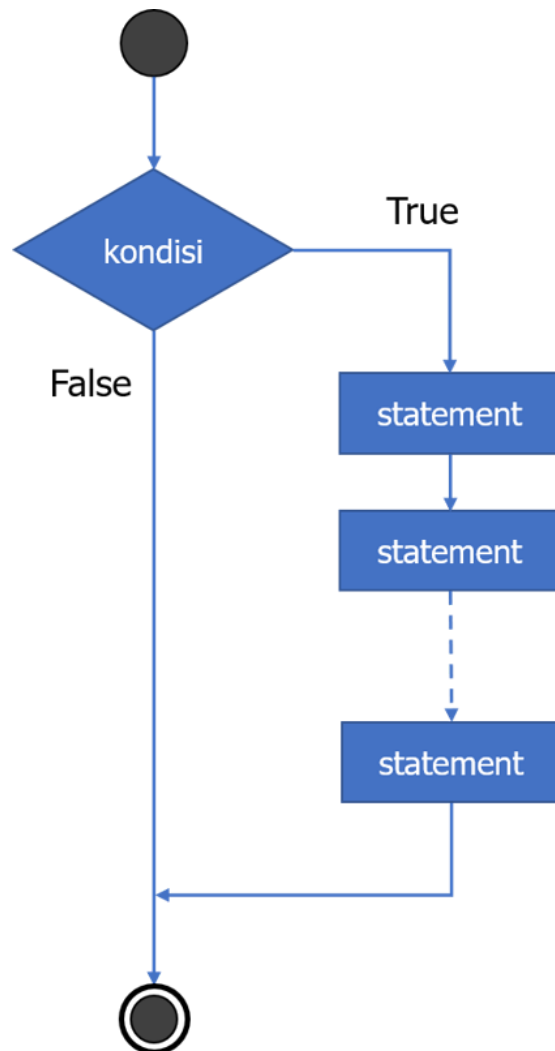 True
kondisi
False
statement
statement
statement